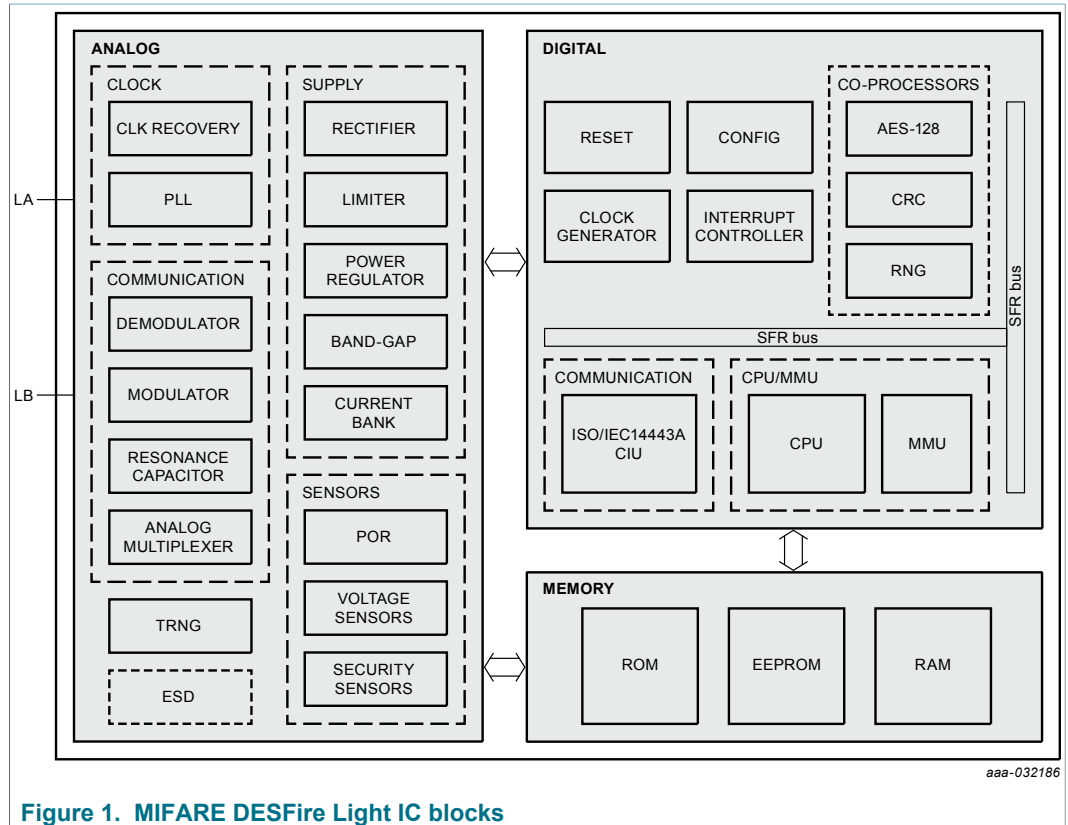 ANALOG
CLOCK
CLK RECOVERY
PLL
LA
COMMUNICATION
DEMODULATOR
MODULATOR
LB
RESONANCE
CAPACITOR
ANALOG
MULTIPLEXER
TRNG
ESD
SUPPLY
RECTIFIER
LIMITER
POWER
REGULATOR
BAND-GAP
CURRENT
BANK
SENSORS
POR
VOLTAGE
SENSORS
SECURITY
SENSORS
DIGITAL
RESET
CONFIG
CLOCK
GENERATOR
INTERRUPT
CONTROLLER
CO-PROCESSORS
AES-128
CRC
RNG
SFR bus
SFR bus
COMMUNICATION
ISO/IEC14443A
CIU
CPU/MMU
CPU
MMU
MEMORY
ROM
EEPROM
RAM
aaa-032186
Figure 1. MIFARE DESFire Light IC blocks